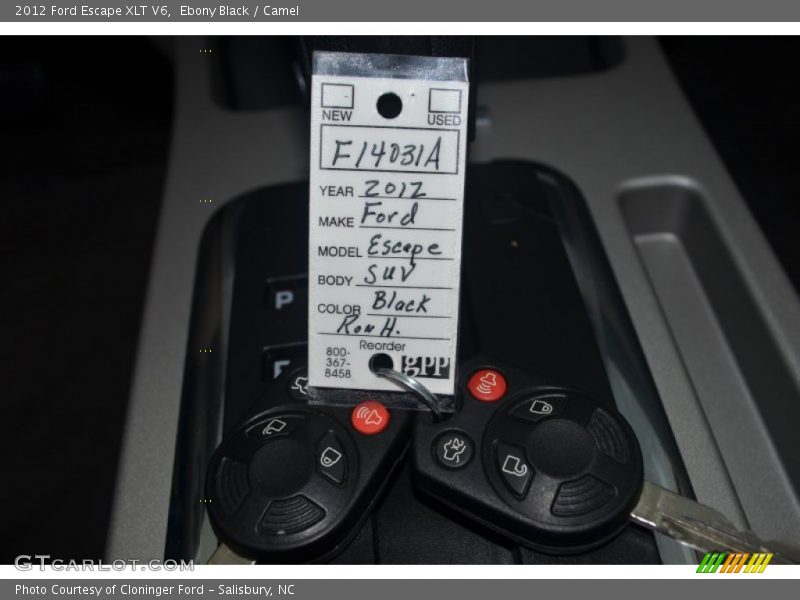 2012 Ford Escape XLT V6, Ebony Black / Camel
NEW USED
F14031A
YEAR 2012
MAKE Ford
MODEL Escape
BODY SUV
COLOR Black
Ron H.
Reorder
800-
367-
8458
gpp
P
GTCARLOT.COM
Photo Courtesy of Cloninger Ford – Salisbury, NC